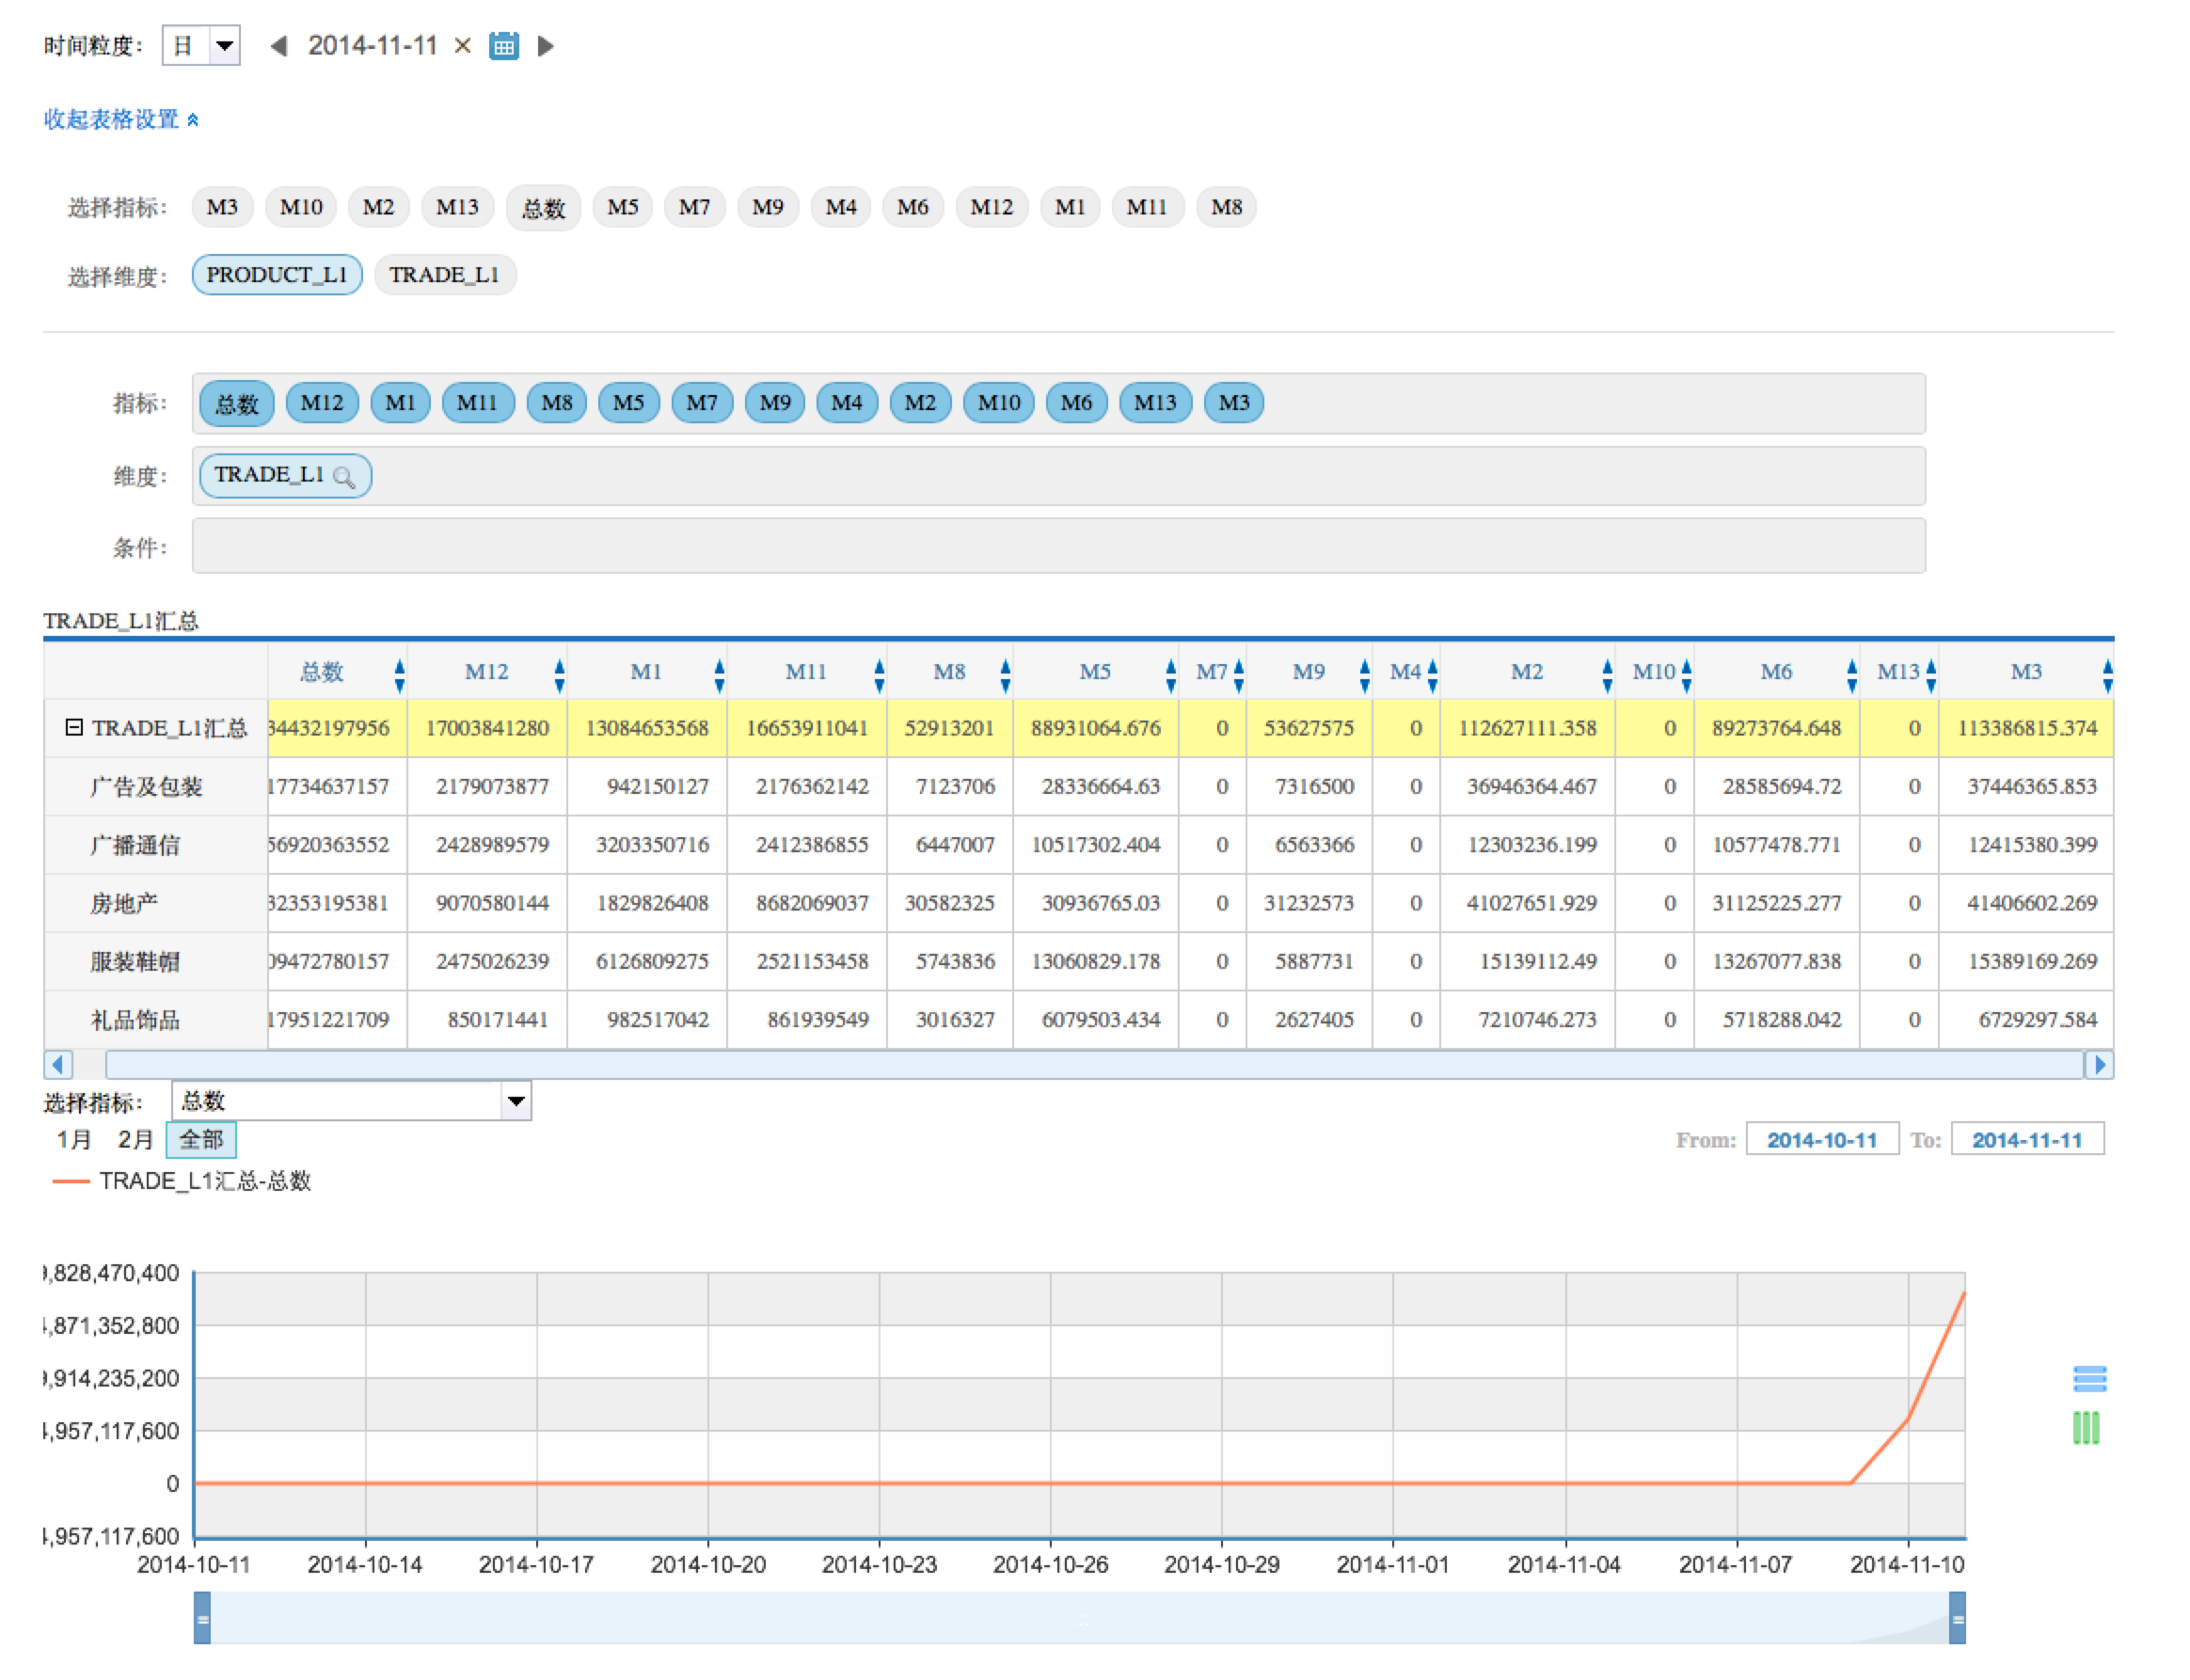 时间粒度： 日 2014-11-11 ×
收起表格设置
选择指标： M3 M10 M2 M13 总数 M5 M7 M9 M4 M6 M12 M1 M11 M8
选择维度： PRODUCT_L1 TRADE_L1
指标： 总数 M12 M1 M11 M8 M5 M7 M9 M4 M2 M10 M6 M13 M3
维度： TRADE_L1
条件：
TRADE_L1汇总
总数 M12 M1 M11 M8 M5 M7 M9 M4 M2 M10 M6 M13 M3
TRADE_L1汇总 34432197956 17003841280 13084653568 16653911041 52913201 88931064.676 0 53627575 0 112627111.358 0 89273764.648 0 113386815.374
广告及包装 17734637157 2179073877 942150127 2176362142 7123706 28336664.63 0 7316500 0 36946364.467 0 28585694.72 0 37446365.853
广播通信 56920363552 2428989579 3203350716 2412386855 6447007 10517302.404 0 6563366 0 12303236.199 0 10577478.771 0 12415380.399
房地产 32353195381 9070580144 1829826408 8682069037 30582325 30936765.03 0 31232573 0 41027651.929 0 31125225.277 0 41406602.269
服装鞋帽 09472780157 2475026239 6126809275 2521153458 5743836 13060829.178 0 5887731 0 15139112.49 0 13267077.838 0 15389169.269
礼品饰品 17951221709 850171441 982517042 861939549 3016327 6079503.434 0 2627405 0 7210746.273 0 5718288.042 0 6729297.584
选择指标： 总数
1月 2月 全部 From: 2014-10-11 To: 2014-11-11
TRADE_L1汇总-总数
9,828,470,400
4,871,352,800
9,914,235,200
4,957,117,600
0
4,957,117,600
2014-10-11 2014-10-14 2014-10-17 2014-10-20 2014-10-23 2014-10-26 2014-10-29 2014-11-01 2014-11-04 2014-11-07 2014-11-10